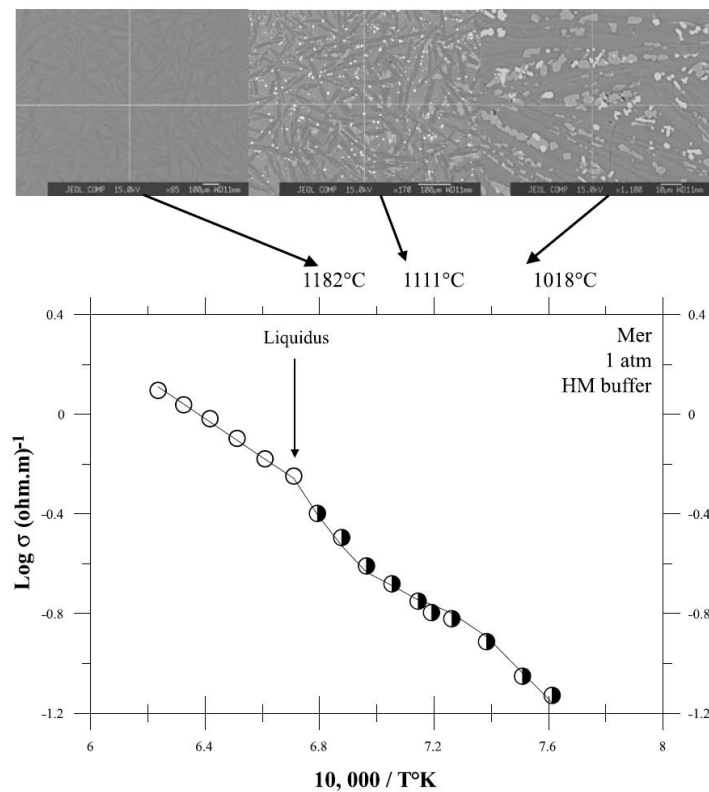 JEOL COMP 15.0kV ×85 100μm WD11mm
JEOL COMP 15.0kV ×170 100μm WD11mm
JEOL COMP 15.0kV ×1,100 10μm WD11mm
1182°C 1111°C 1018°C
0.4 0.4
Liquidus
Mer
1 atm
HM buffer
0 0
-0.4 -0.4
-0.8 -0.8
-1.2 -1.2
Log σ (ohm.m)⁻¹
6 6.4 6.8 7.2 7.6 8
10, 000 / T°K